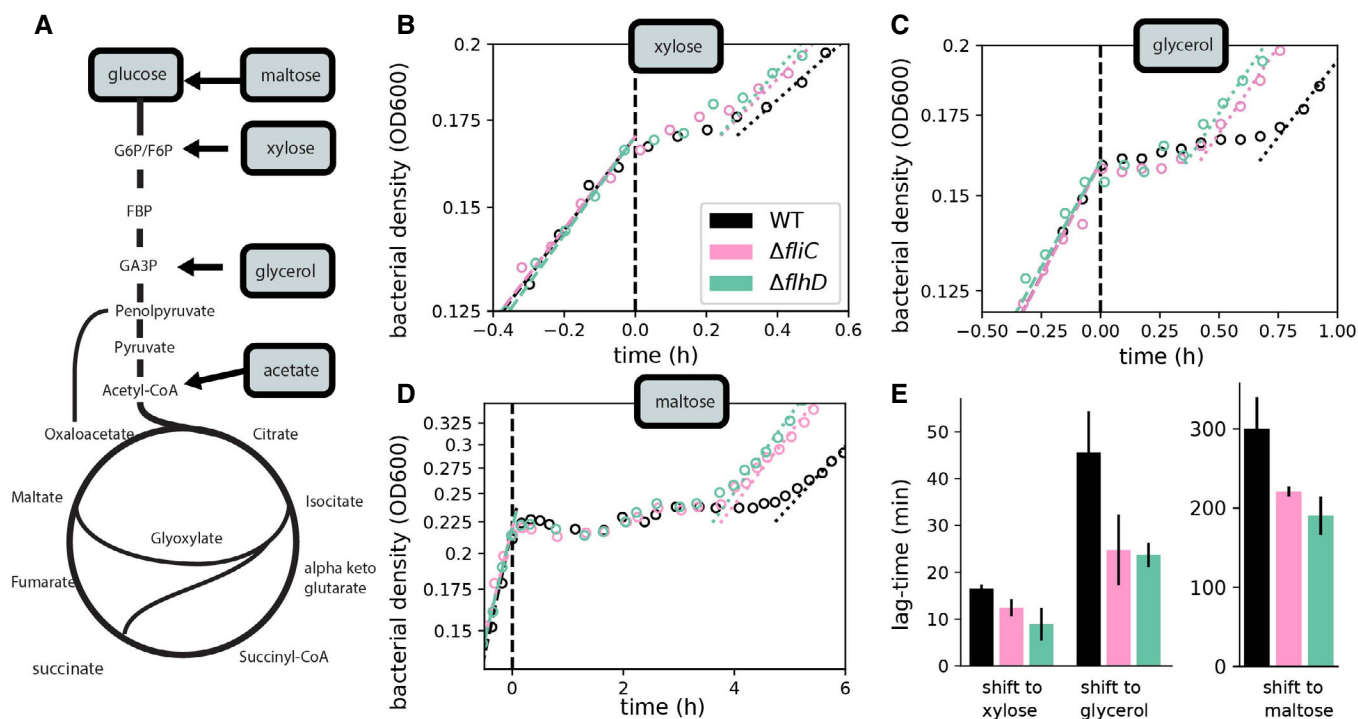 A
glucose
maltose
G6P/F6P
xylose
FBP
GA3P
glycerol
Penolpyruvate
Pyruvate
acetate
Acetyl-CoA
Oxaloacetate
Citrate
Maltate
Isocitate
Glyoxylate
Fumarate
alpha keto
glutarate
succinate
Succinyl-CoA
B
xylose
bacterial density (OD600)
0.2
0.175
0.15
0.125
WT
ΔfliC
ΔflhD
−0.4
−0.2
0.0
0.2
0.4
0.6
time (h)
C
glycerol
bacterial density (OD600)
0.2
0.175
0.15
0.125
−0.50
−0.25
0.00
0.25
0.50
0.75
1.00
time (h)
D
maltose
bacterial density (OD600)
0.325
0.3
0.275
0.25
0.225
0.2
0.15
0
2
4
6
time (h)
E
lag-time (min)
50
40
30
20
10
0
shift to
xylose
shift to
glycerol
300
200
100
0
shift to
maltose